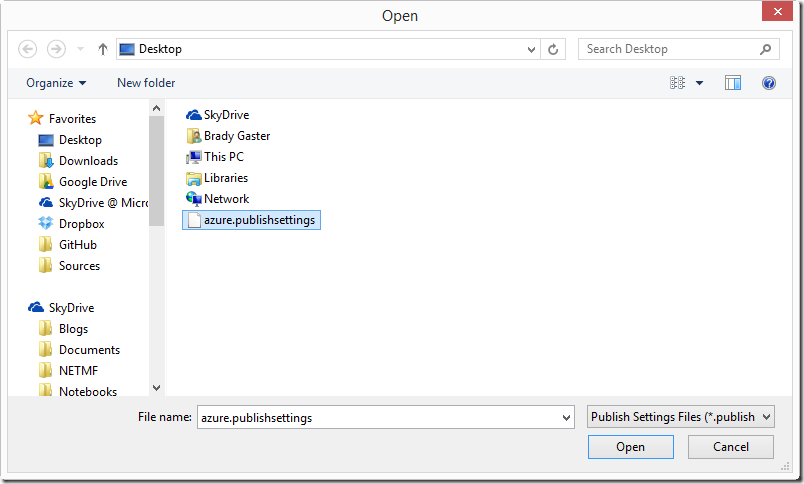 Open
Desktop
Search Desktop
Organize
New folder
Favorites
Desktop
Downloads
Google Drive
SkyDrive @ Micro
Dropbox
GitHub
Sources
SkyDrive
Blogs
Documents
NETMF
Notebooks
SkyDrive
Brady Gaster
This PC
Libraries
Network
azure.publishsettings
File name: azure.publishsettings
Publish Settings Files (*.publish
Open Cancel